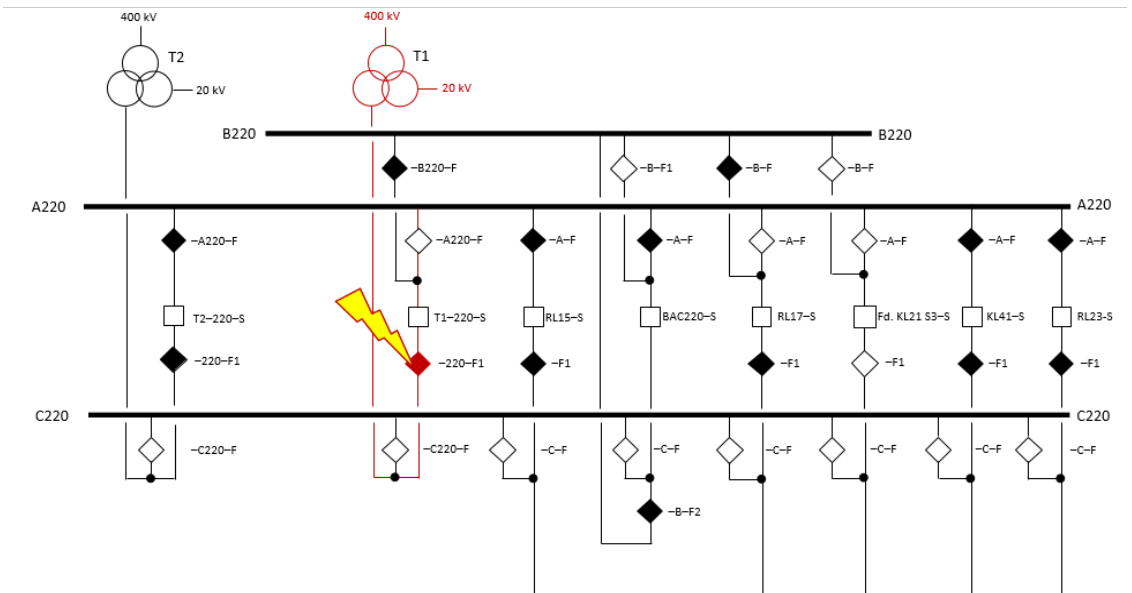 400 kV
400 kV
T2
T1
20 kV
20 kV
B220
B220
–B220–F
–B–F1
–B–F
–B–F
A220
A220
–A220–F
–A220–F
–A–F
–A–F
–A–F
–A–F
–A–F
–A–F
T2–220–S
T1–220–S
RL15–S
BAC220–S
RL17–S
Fd. KL21 S3–S
KL41–S
RL23–S
–220–F1
–220–F1
–F1
–F1
–F1
–F1
–F1
C220
C220
–C220–F
–C220–F
–C–F
–C–F
–C–F
–C–F
–C–F
–C–F
–B–F2